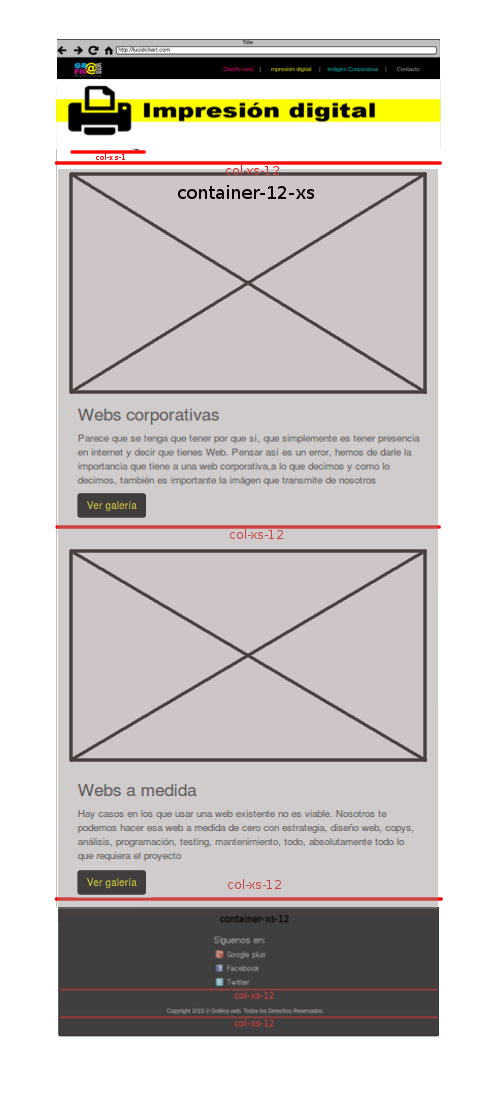 Title
http://lucidchart.com
GR@
FIC@
Diseño web | mpresión digital | Imágen Corporativa | Contacto
Impresión digital
col-x s-1
col-xs-12
container-12-xs
Webs corporativas
Parece que se tenga que tener por que sí, que simplemente es tener presencia
en internet y decir que tienes Web. Pensar así es un error, hemos de darle la
importancia que tiene a una web corporativa,a lo que decimos y como lo
decimos, también es importante la imágen que transmite de nosotros
Ver galería
col-xs-12
Webs a medida
Hay casos en los que usar una web existente no es viable. Nosotros te
podemos hacer esa web a medida de cero con estrategia, diseño web, copys,
análisis, programación, testing, mantenimiento, todo, absolutamente todo lo
que requiera el proyecto
Ver galería
col-xs-12
container-xs-12
Síguenos en:
Google plus
Facebook
Twitter
col-xs-12
Copyright 2015 © Gráfica web. Todos los Derechos Reservados.
col-xs-12